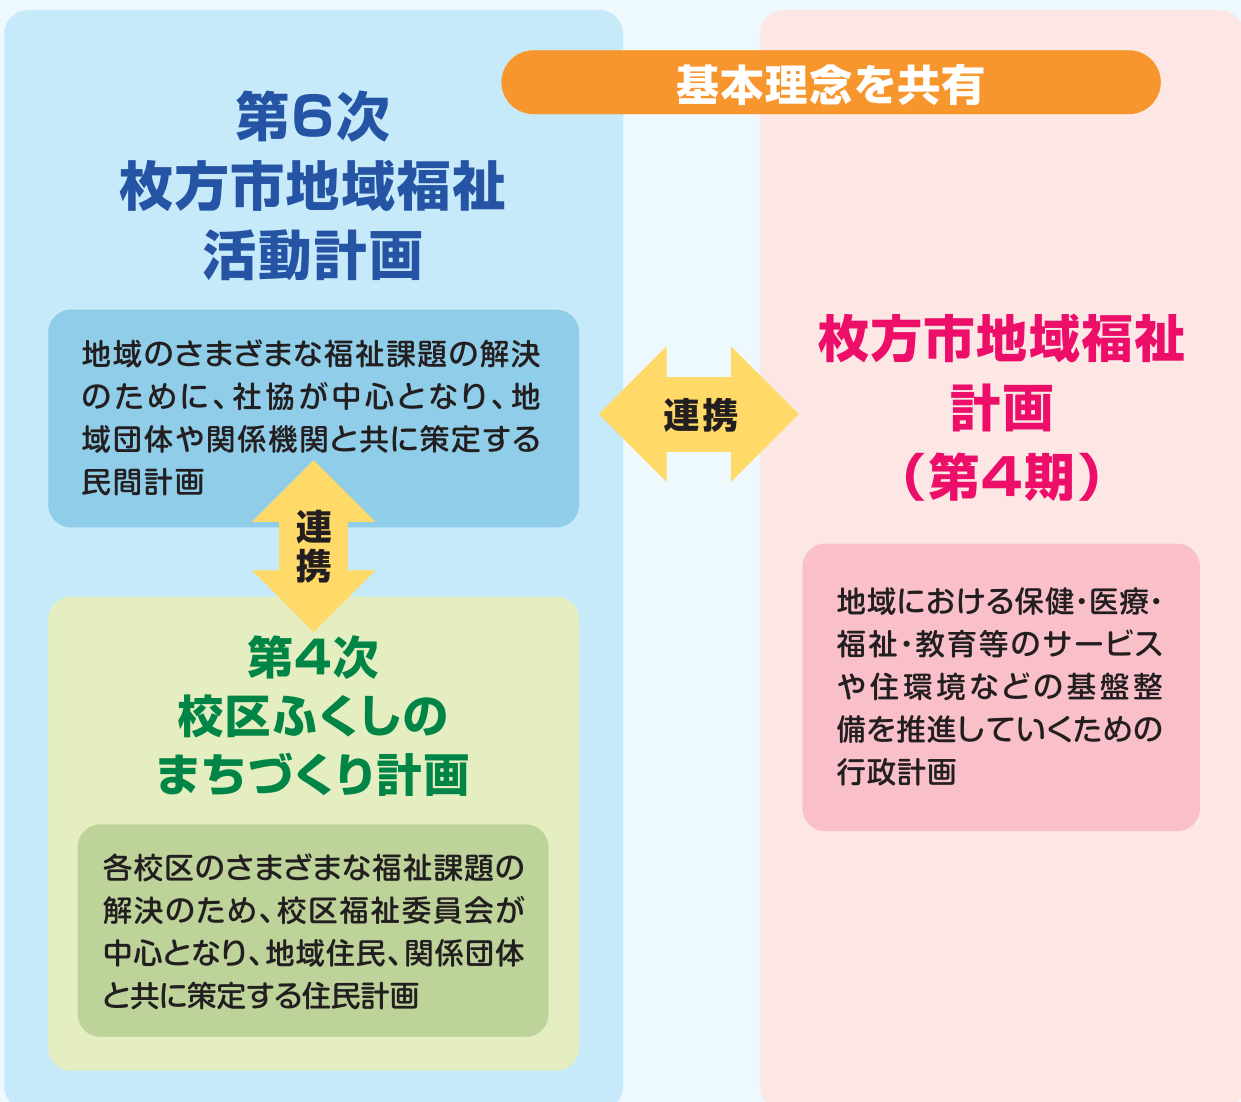 基本理念を共有
第6次
枚方市地域福祉
活動計画
地域のさまざまな福祉課題の解決
のために、社協が中心となり、地
域団体や関係機関と共に策定する
民間計画
連携
第4次
校区ふくしの
まちづくり計画
各校区のさまざまな福祉課題の
解決のため、校区福祉委員会が
中心となり、地域住民、関係団体
と共に策定する住民計画
連携
枚方市地域福祉
計画
（第4期）
地域における保健・医療・
福祉・教育等のサービス
や住環境などの基盤整
備を推進していくための
行政計画